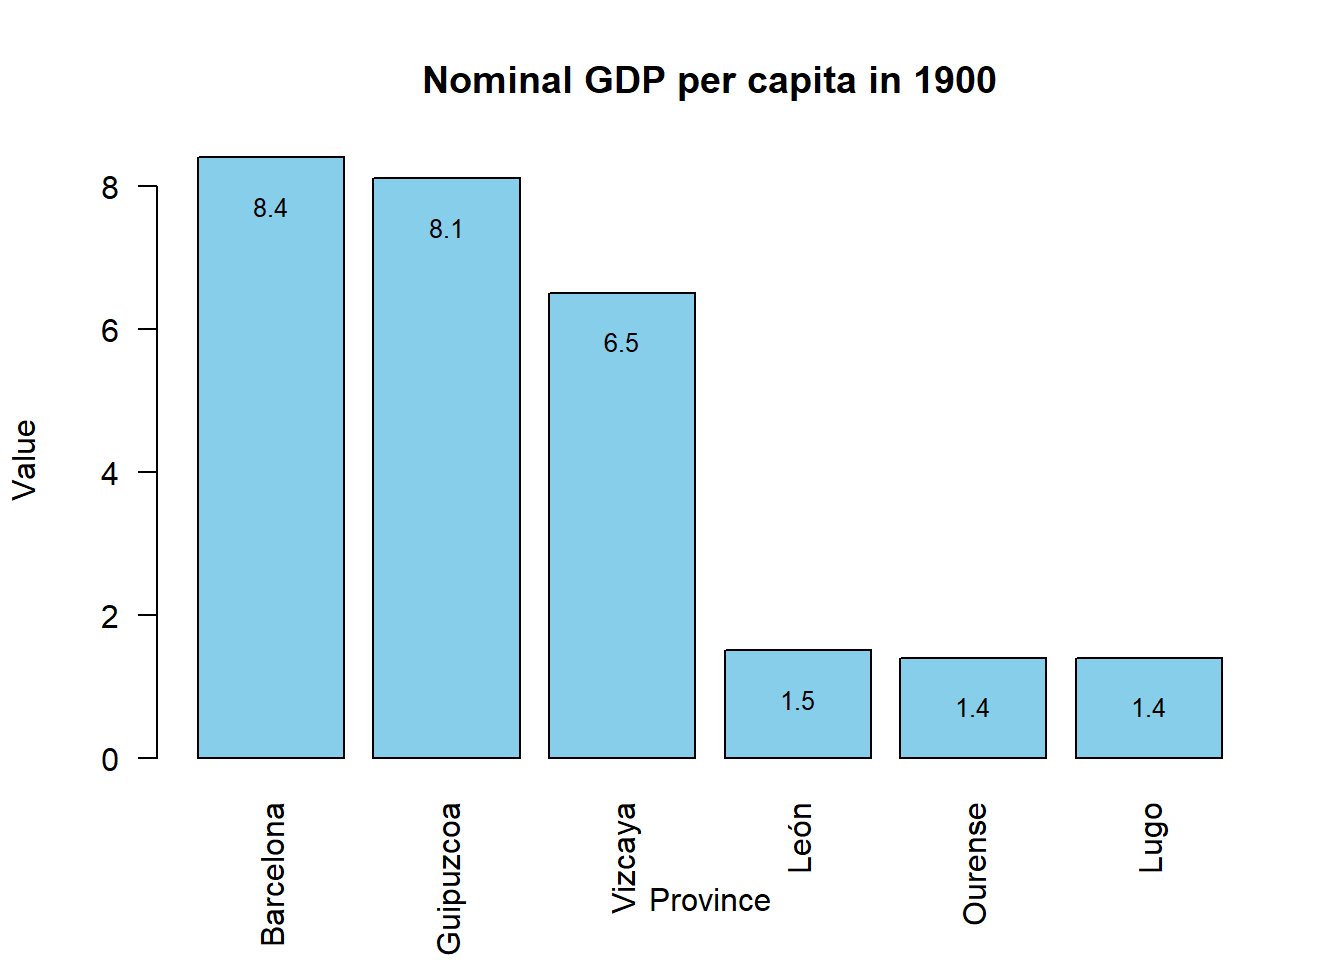 Nominal GDP per capita in 1900
Value
8
6
4
2
0
8.4
8.1
6.5
1.5
1.4
1.4
Barcelona
Guipuzcoa
Vizcaya
León
Ourense
Lugo
Province